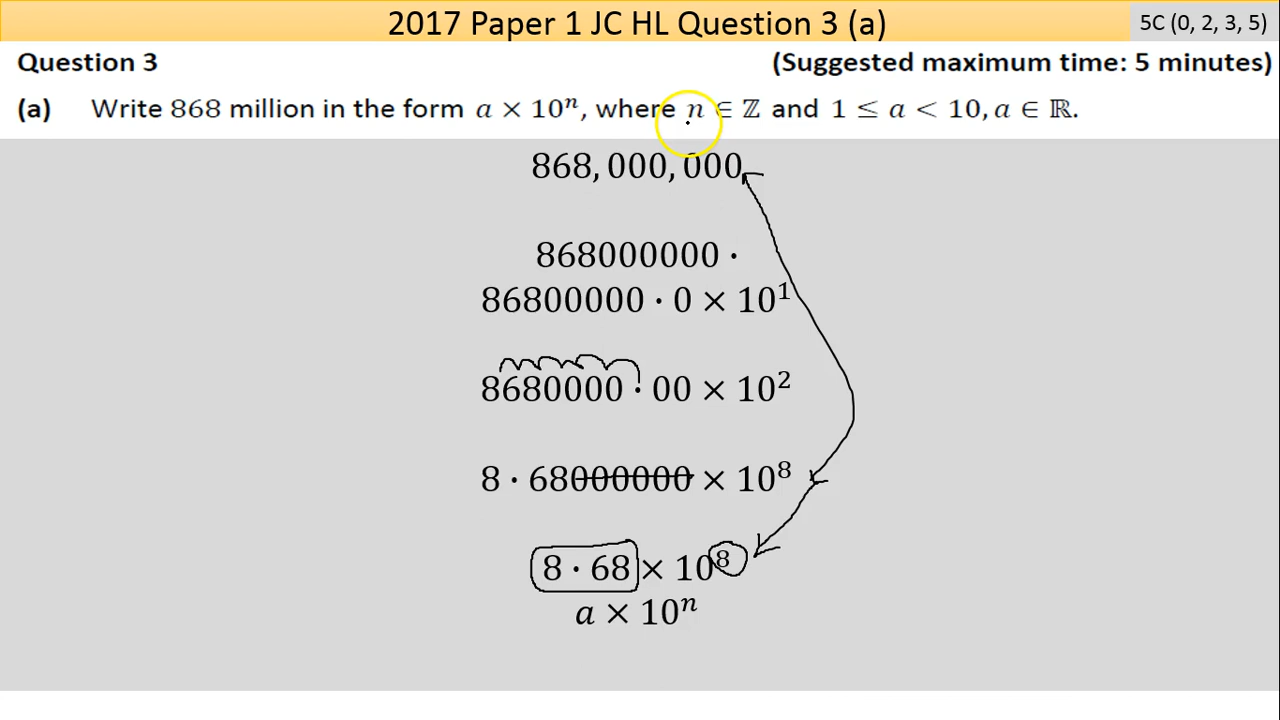 2017 Paper 1 JC HL Question 3 (a)
5C (0, 2, 3, 5)
Question 3 (Suggested maximum time: 5 minutes)
(a) Write 868 million in the form a × 10ⁿ, where n ∈ ℤ and 1 ≤ a < 10, a ∈ ℝ.
868,000,000
868000000 ·
86800000 · 0 × 10¹
8680000 · 00 × 10²
8 · 68000000 × 10⁸
8 · 68 × 10⁸
a × 10ⁿ